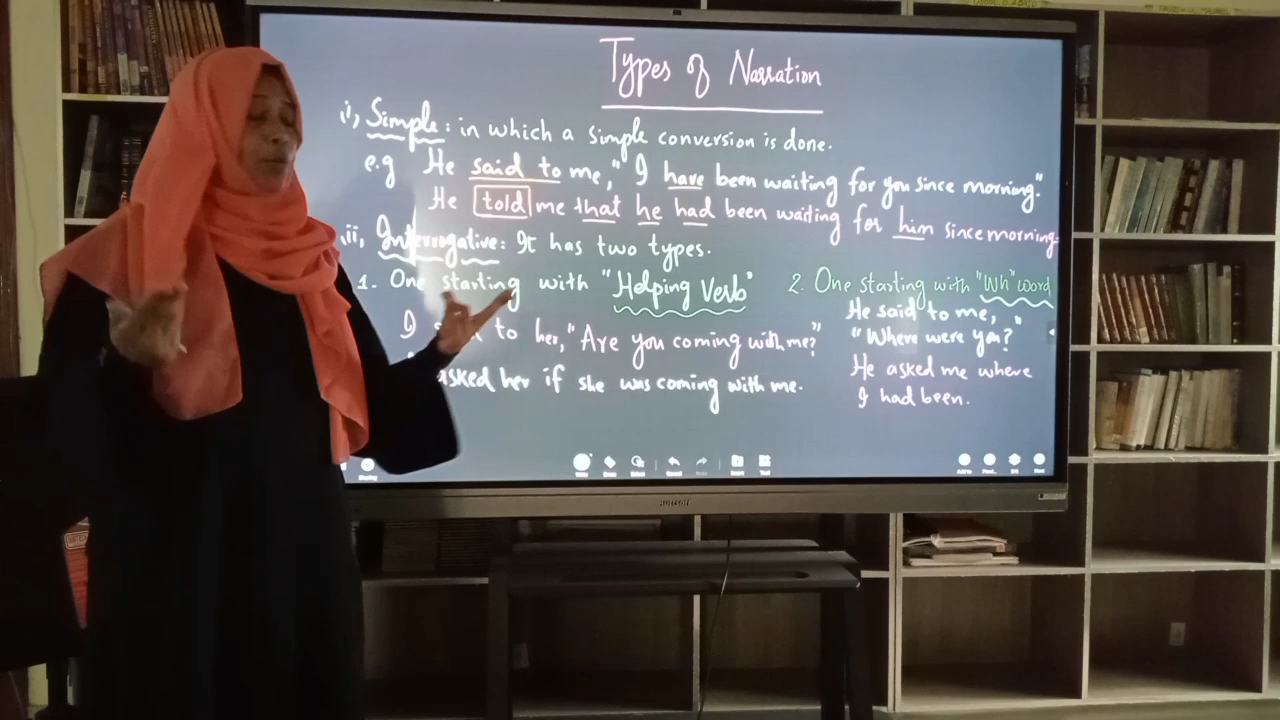 Types of Narration
i, Simple: in which a simple conversion is done.
e.g He said to me, "I have been waiting for you since morning."
He told me that he had been waiting for him since morning.
ii, Interrogative: It has two types.
1. One starting with "Helping Verb"
I to her, "Are you coming with me?"
asked her if she was coming with me.
2. One starting with "Wh" word
He said to me,
"Where were you?"
He asked me where
I had been.